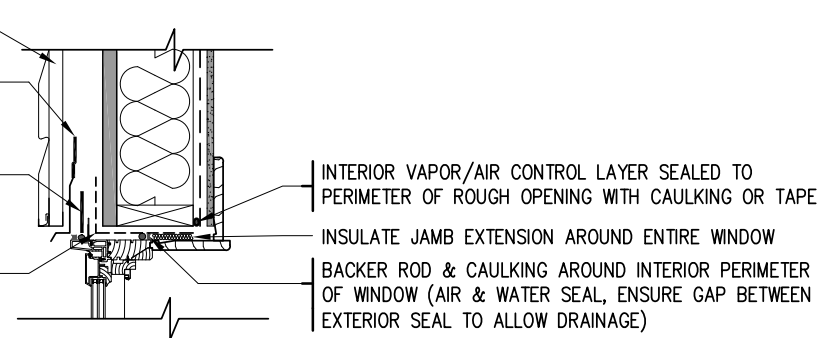 INTERIOR VAPOR/AIR CONTROL LAYER SEALED TO
PERIMETER OF ROUGH OPENING WITH CAULKING OR TAPE
INSULATE JAMB EXTENSION AROUND ENTIRE WINDOW
BACKER ROD & CAULKING AROUND INTERIOR PERIMETER
OF WINDOW (AIR & WATER SEAL, ENSURE GAP BETWEEN
EXTERIOR SEAL TO ALLOW DRAINAGE)